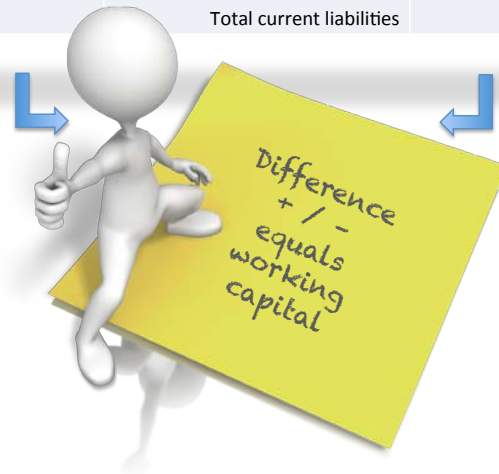 Total current liabilities
Difference
+ / -
equals
working
capital